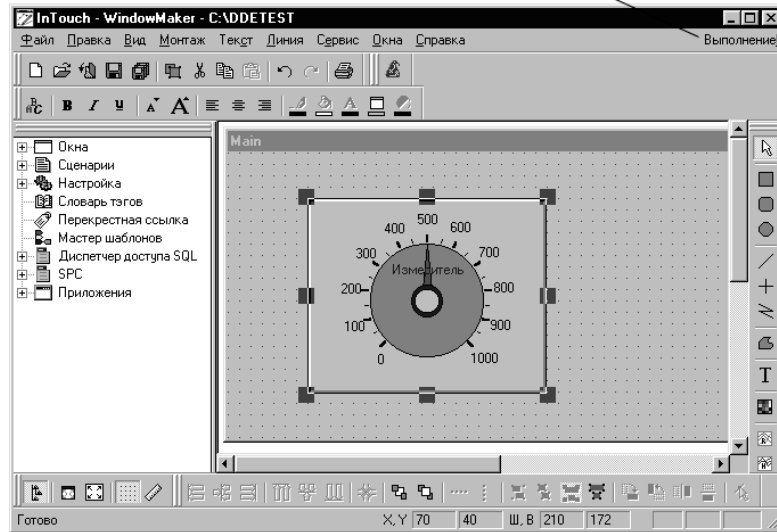 InTouch - WindowMaker - C:\DDETEST
Файл Правка Вид Монтаж Текст Линия Сервис Окна Справка Выполнение
Main
Окна
Сценарии
Настройка
Словарь тэгов
Перекрестная ссылка
Мастер шаблонов
Диспетчер доступа SQL
SPC
Приложения
500
400 600
300 700
Измеритель
200 800
100 900
0 1000
Готово X, Y 70 40 Ш, В 210 172